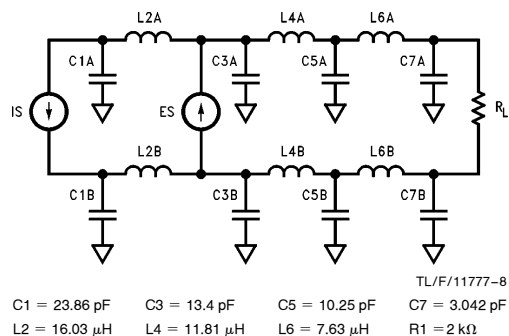 L2A L4A L6A
C1A C3A C5A C7A
IS ES RL
L2B L4B L6B
C1B C3B C5B C7B
TL/F/11777–8
C1 = 23.86 pF C3 = 13.4 pF C5 = 10.25 pF C7 = 3.042 pF
L2 = 16.03 μH L4 = 11.81 μH L6 = 7.63 μH R1 = 2 kΩ